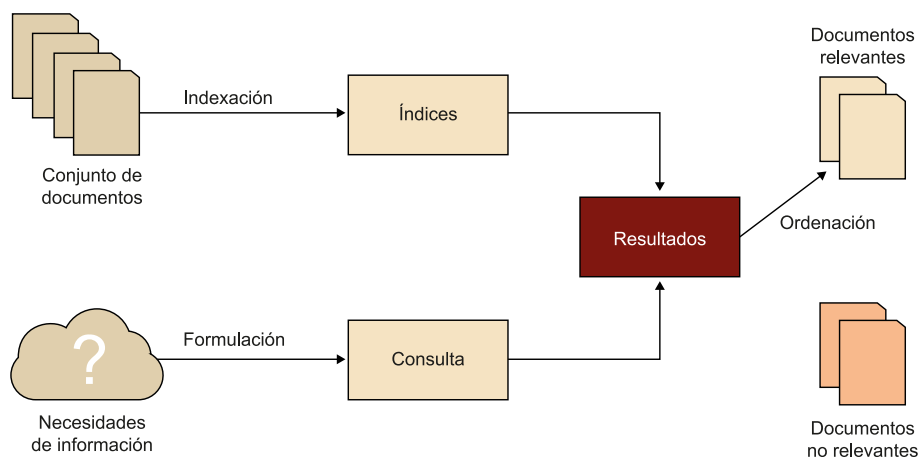 Documentos
relevantes
Indexación
Índices
Conjunto de
documentos
Resultados
Ordenación
?
Formulación
Consulta
Necesidades
de información
Documentos
no relevantes